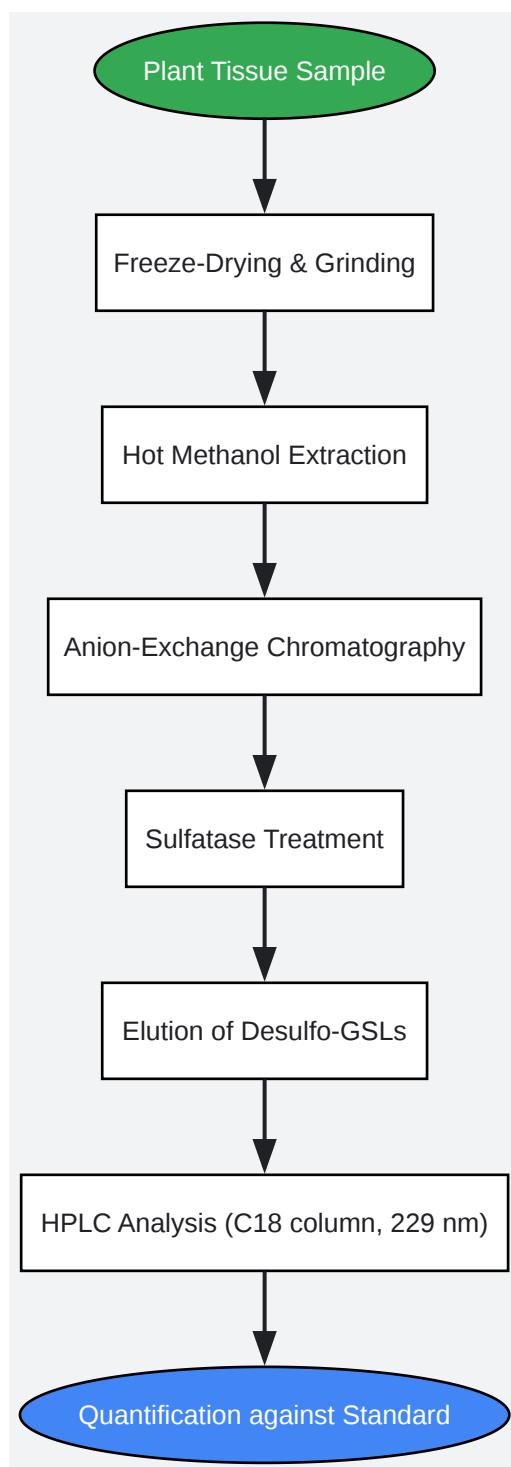 Plant Tissue Sample
Freeze-Drying & Grinding
Hot Methanol Extraction
Anion-Exchange Chromatography
Sulfatase Treatment
Elution of Desulfo-GSLs
HPLC Analysis (C18 column, 229 nm)
Quantification against Standard